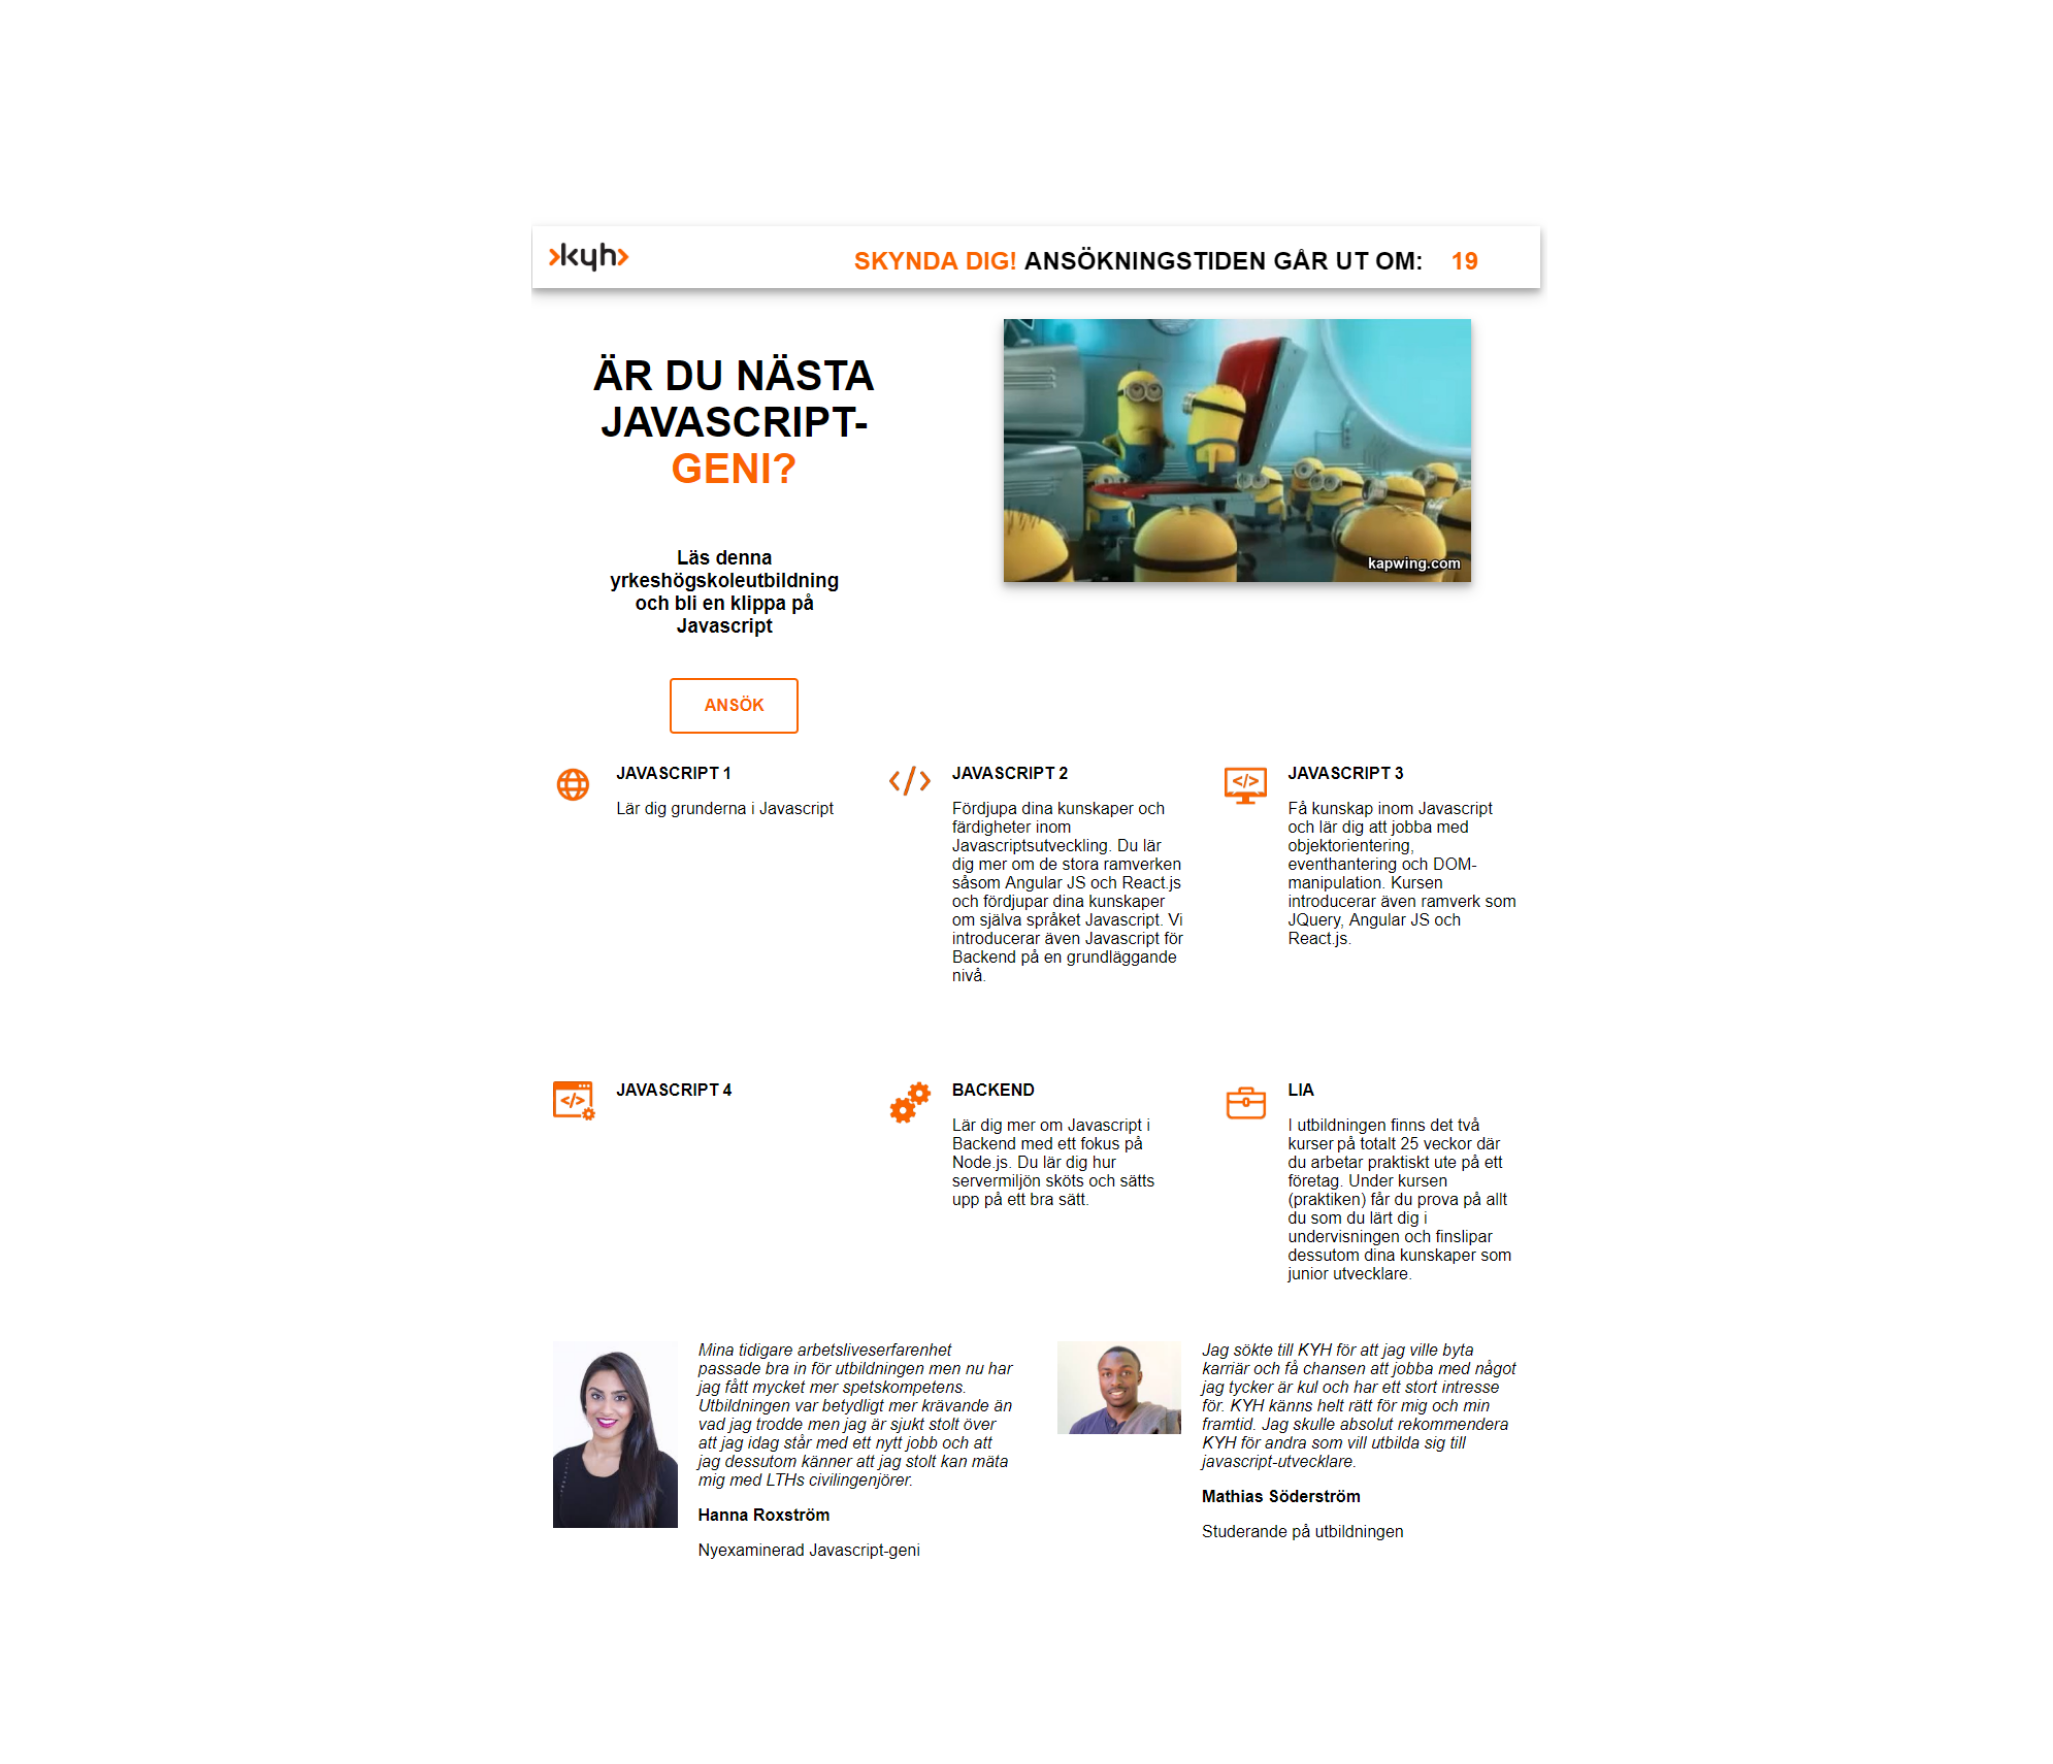 kyh
SKYNDA DIG! ANSÖKNINGSTIDEN GÅR UT OM: 19
ÄR DU NÄSTA
JAVASCRIPT-
GENI?
Läs denna
yrkeshögskoleutbildning
och bli en klippa på
Javascript
ANSÖK
kapwing.com
JAVASCRIPT 1
Lär dig grunderna i Javascript
JAVASCRIPT 2
Fördjupa dina kunskaper och
färdigheter inom
Javascriptsutveckling. Du lär
dig mer om de stora ramverken
såsom Angular JS och React.js
och fördjupar dina kunskaper
om själva språket Javascript. Vi
introducerar även Javascript för
Backend på en grundläggande
nivå.
JAVASCRIPT 3
Få kunskap inom Javascript
och lär dig att jobba med
objektorientering,
eventhantering och DOM-
manipulation. Kursen
introducerar även ramverk som
JQuery, Angular JS och
React.js.
JAVASCRIPT 4
BACKEND
Lär dig mer om Javascript i
Backend med ett fokus på
Node.js. Du lär dig hur
servermiljön sköts och sätts
upp på ett bra sätt.
LIA
I utbildningen finns det två
kurser på totalt 25 veckor där
du arbetar praktiskt ute på ett
företag. Under kursen
(praktiken) får du prova på allt
du som du lärt dig i
undervisningen och finslipar
dessutom dina kunskaper som
junior utvecklare.
Mina tidigare arbetsliveserfarenhet
passade bra in för utbildningen men nu har
jag fått mycket mer spetskompetens.
Utbildningen var betydligt mer krävande än
vad jag trodde men jag är sjukt stolt över
att jag idag står med ett nytt jobb och att
jag dessutom känner att jag stolt kan mäta
mig med LTHs civilingenjörer.
Hanna Roxström
Nyexaminerad Javascript-geni
Jag sökte till KYH för att jag ville byta
karriär och få chansen att jobba med något
jag tycker är kul och har ett stort intresse
för. KYH känns helt rätt för mig och min
framtid. Jag skulle absolut rekommendera
KYH för andra som vill utbilda sig till
javascript-utvecklare.
Mathias Söderström
Studerande på utbildningen